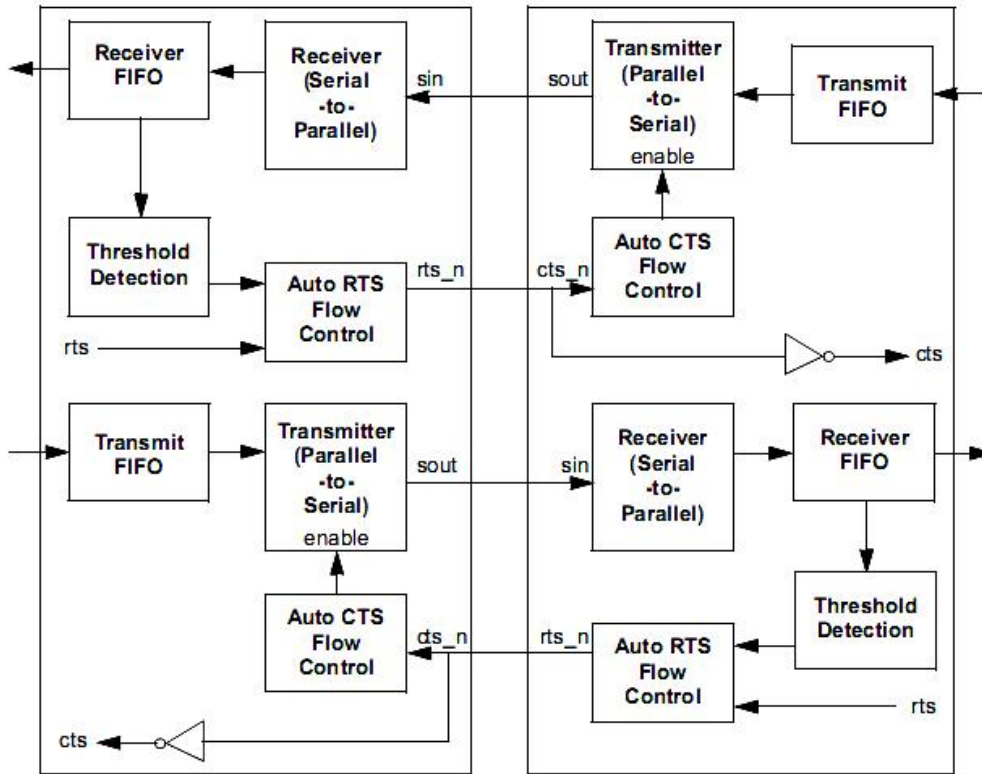 Receiver
FIFO
Receiver
(Serial
-to-
Parallel)
sin
sout
Transmitter
(Parallel
-to-
Serial)
enable
Transmit
FIFO
Threshold
Detection
Auto RTS
Flow
Control
rts_n
cts_n
Auto CTS
Flow
Control
rts
cts
Transmit
FIFO
Transmitter
(Parallel
-to-
Serial)
enable
sout
sin
Receiver
(Serial
-to-
Parallel)
Receiver
FIFO
Auto CTS
Flow
Control
cts_n
rts_n
Auto RTS
Flow
Control
Threshold
Detection
rts
cts